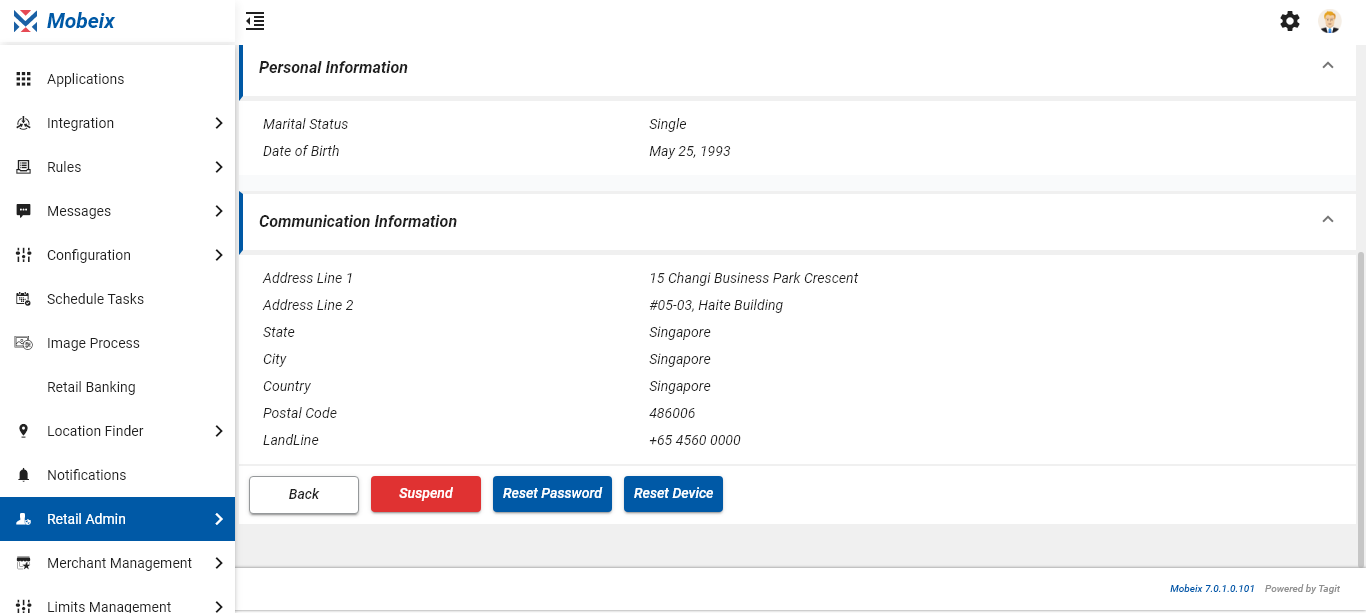 Mobeix
Applications
Integration
Rules
Messages
Configuration
Schedule Tasks
Image Process
Retail Banking
Location Finder
Notifications
Retail Admin
Merchant Management
Limits Management
Personal Information
Marital Status Single
Date of Birth May 25, 1993
Communication Information
Address Line 1 15 Changi Business Park Crescent
Address Line 2 #05-03, Haite Building
State Singapore
City Singapore
Country Singapore
Postal Code 486006
LandLine +65 4560 0000
Back Suspend Reset Password Reset Device
Mobeix 7.0.1.0.101 Powered by Tagit